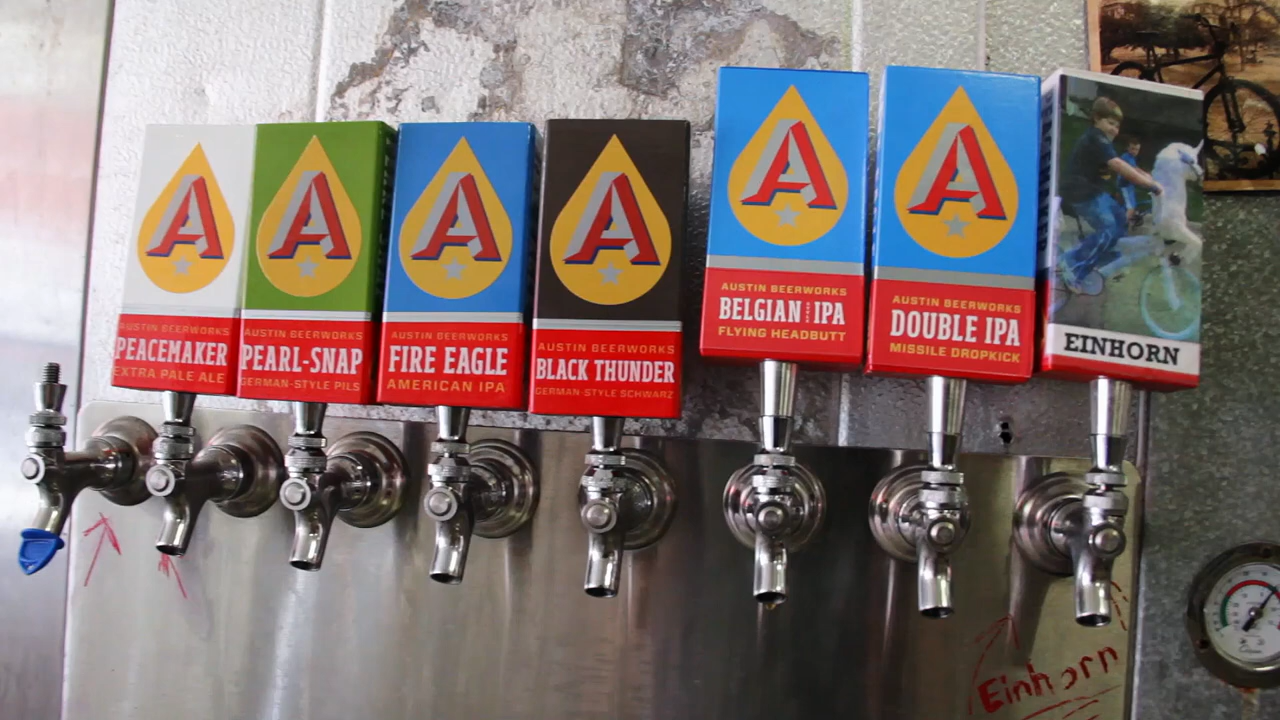 A
AUSTIN BEERWORKS
PEACEMAKER
EXTRA PALE ALE
A
AUSTIN BEERWORKS
PEARL-SNAP
GERMAN-STYLE PILS
A
AUSTIN BEERWORKS
FIRE EAGLE
AMERICAN IPA
A
AUSTIN BEERWORKS
BLACK THUNDER
GERMAN-STYLE SCHWARZ
A
AUSTIN BEERWORKS
BELGIAN STYLE IPA
FLYING HEADBUTT
A
AUSTIN BEERWORKS
DOUBLE IPA
MISSILE DROPKICK
EINHORN
Einhorn